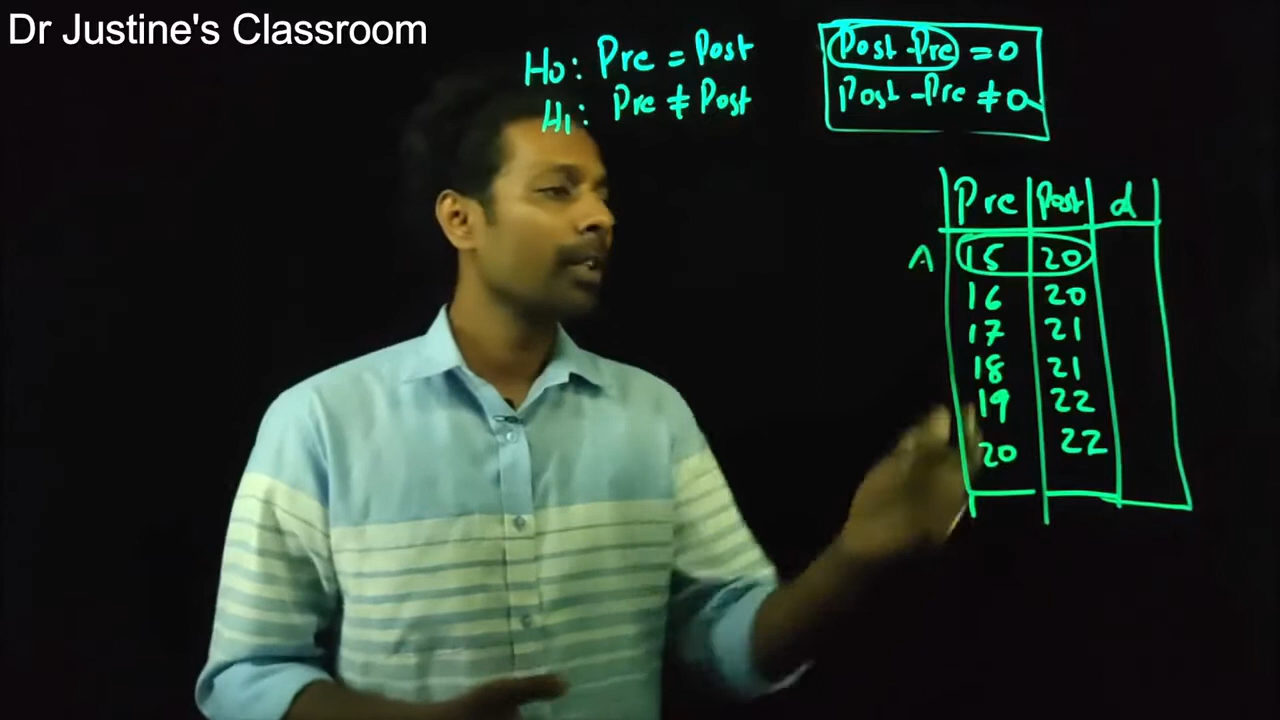 Dr Justine's Classroom
H0: Pre = Post
H1: Pre ≠ Post
Post - Pre = 0
Post - Pre ≠ 0
Pre Post d
A 15 20
16 20
17 21
18 21
19 22
20 22